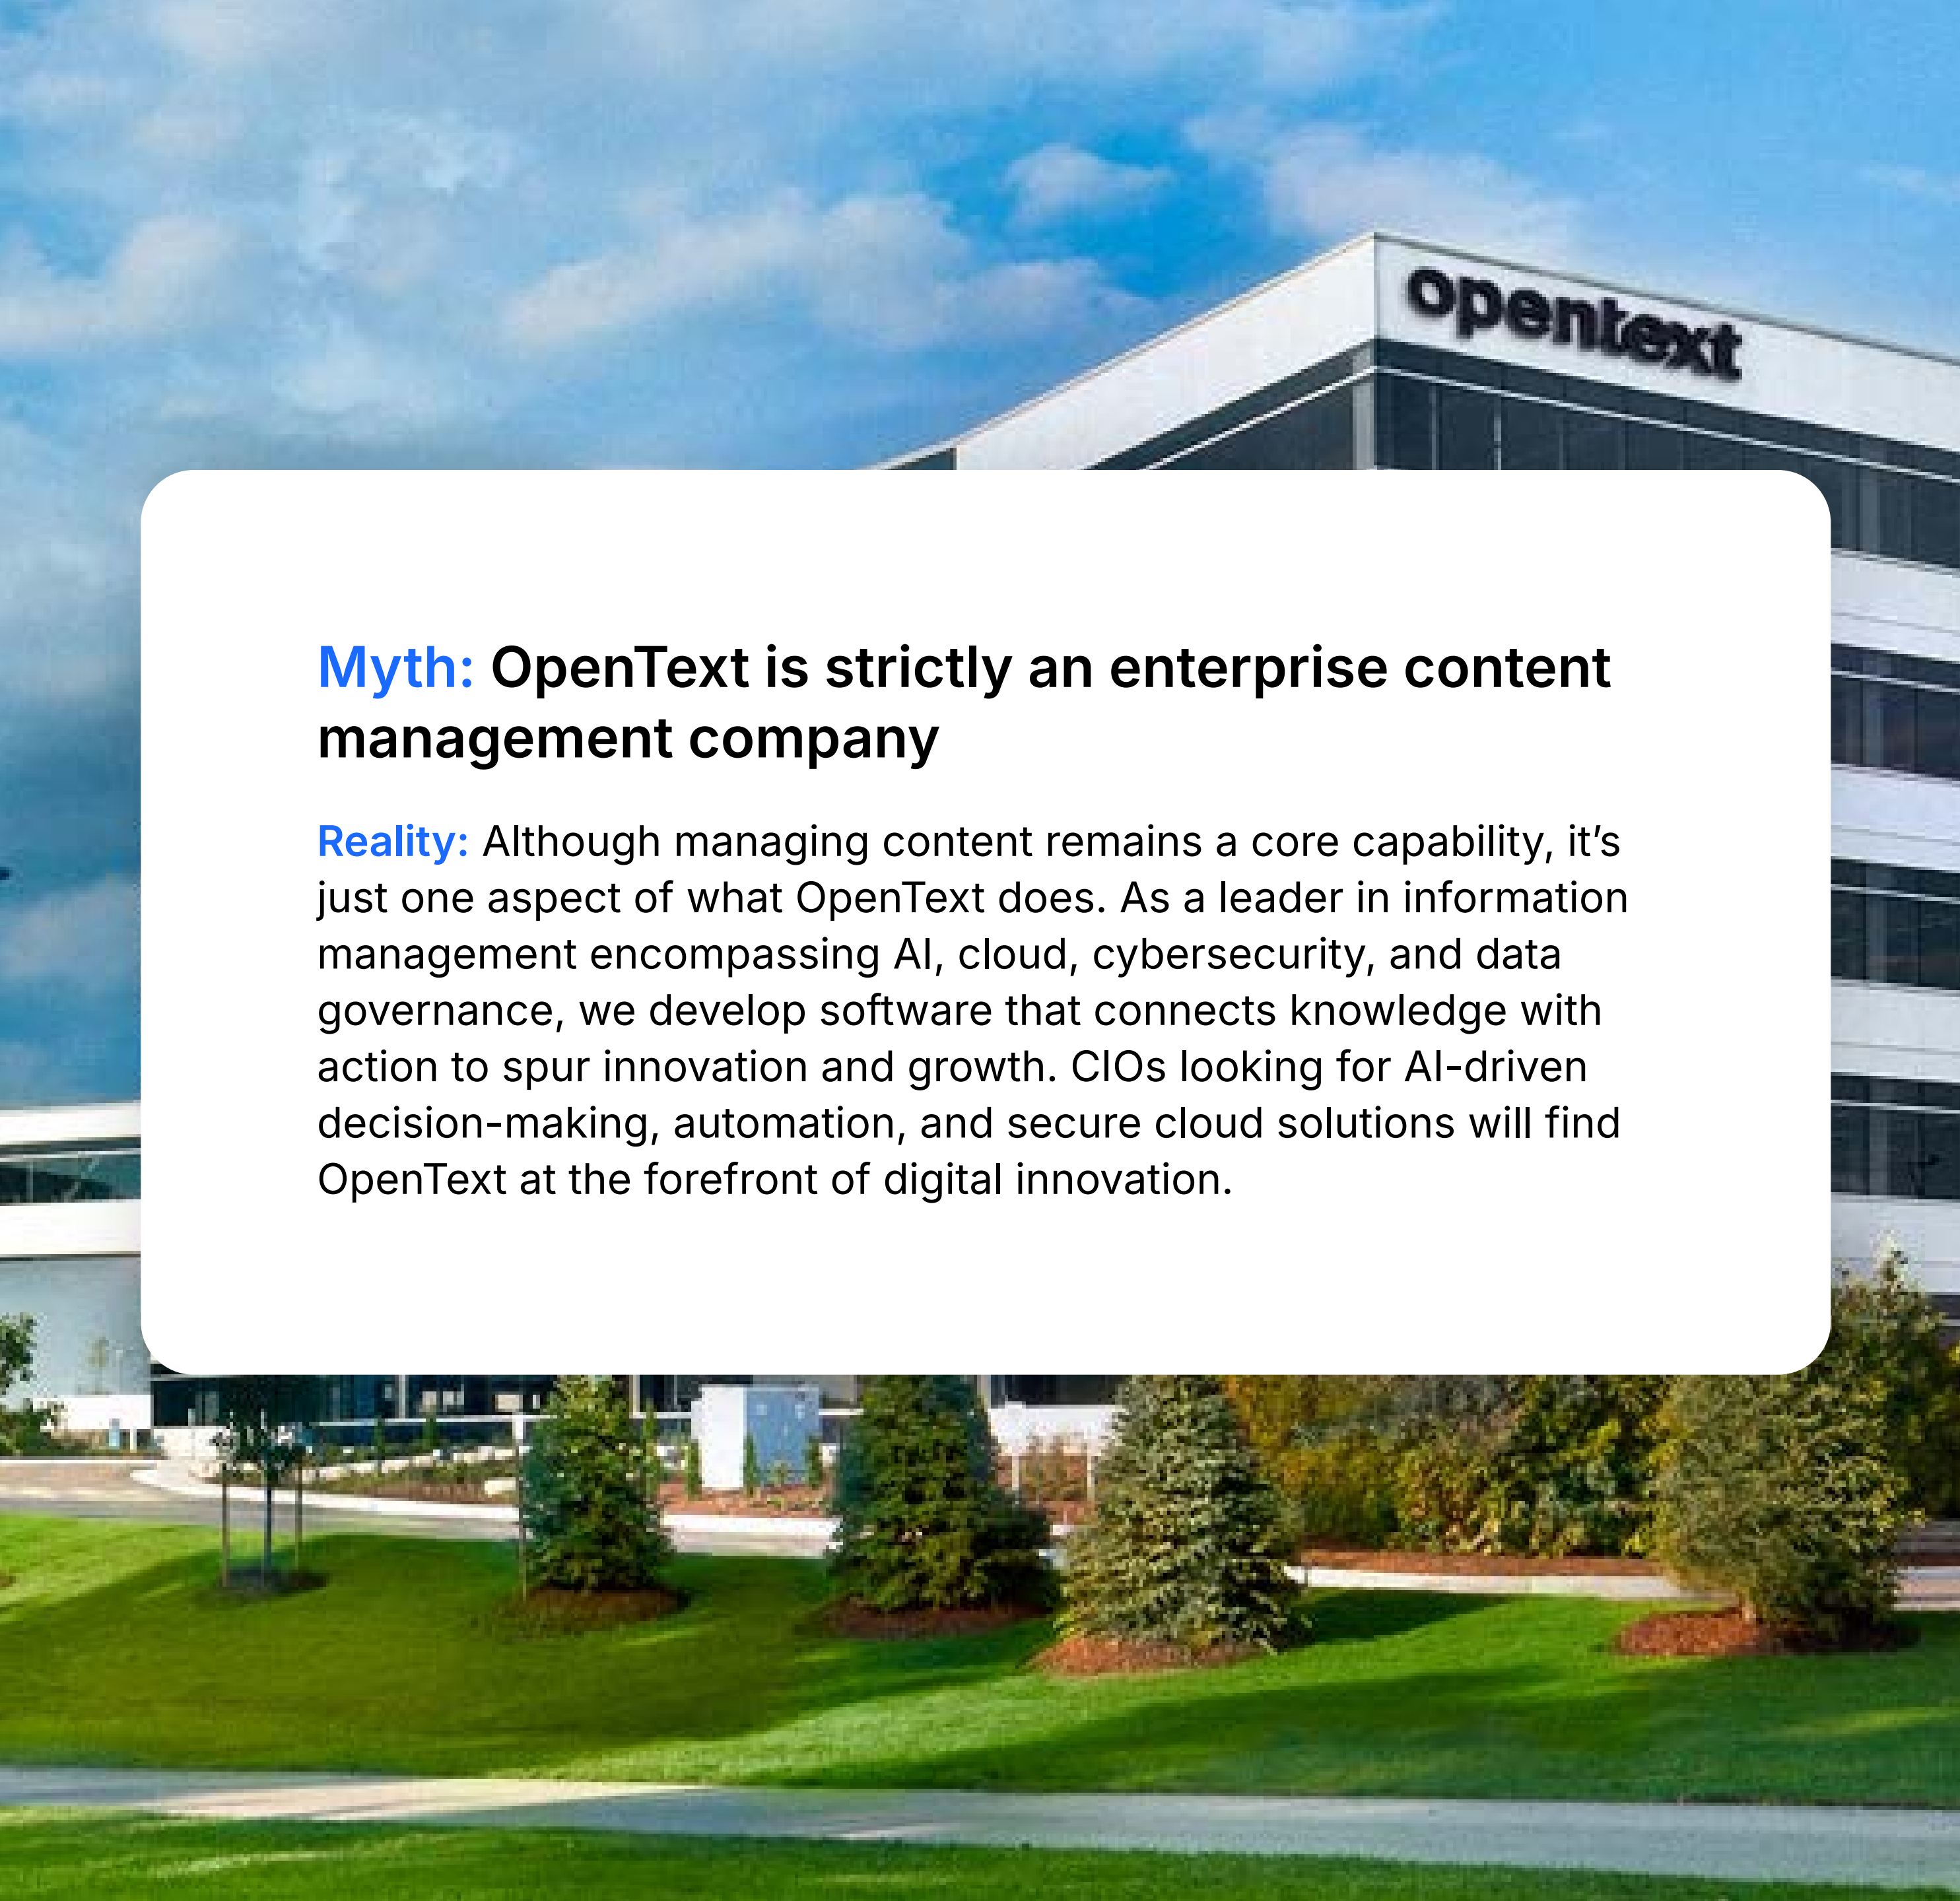 opentext
Myth: OpenText is strictly an enterprise content
management company
Reality: Although managing content remains a core capability, it’s
just one aspect of what OpenText does. As a leader in information
management encompassing AI, cloud, cybersecurity, and data
governance, we develop software that connects knowledge with
action to spur innovation and growth. CIOs looking for AI-driven
decision-making, automation, and secure cloud solutions will find
OpenText at the forefront of digital innovation.